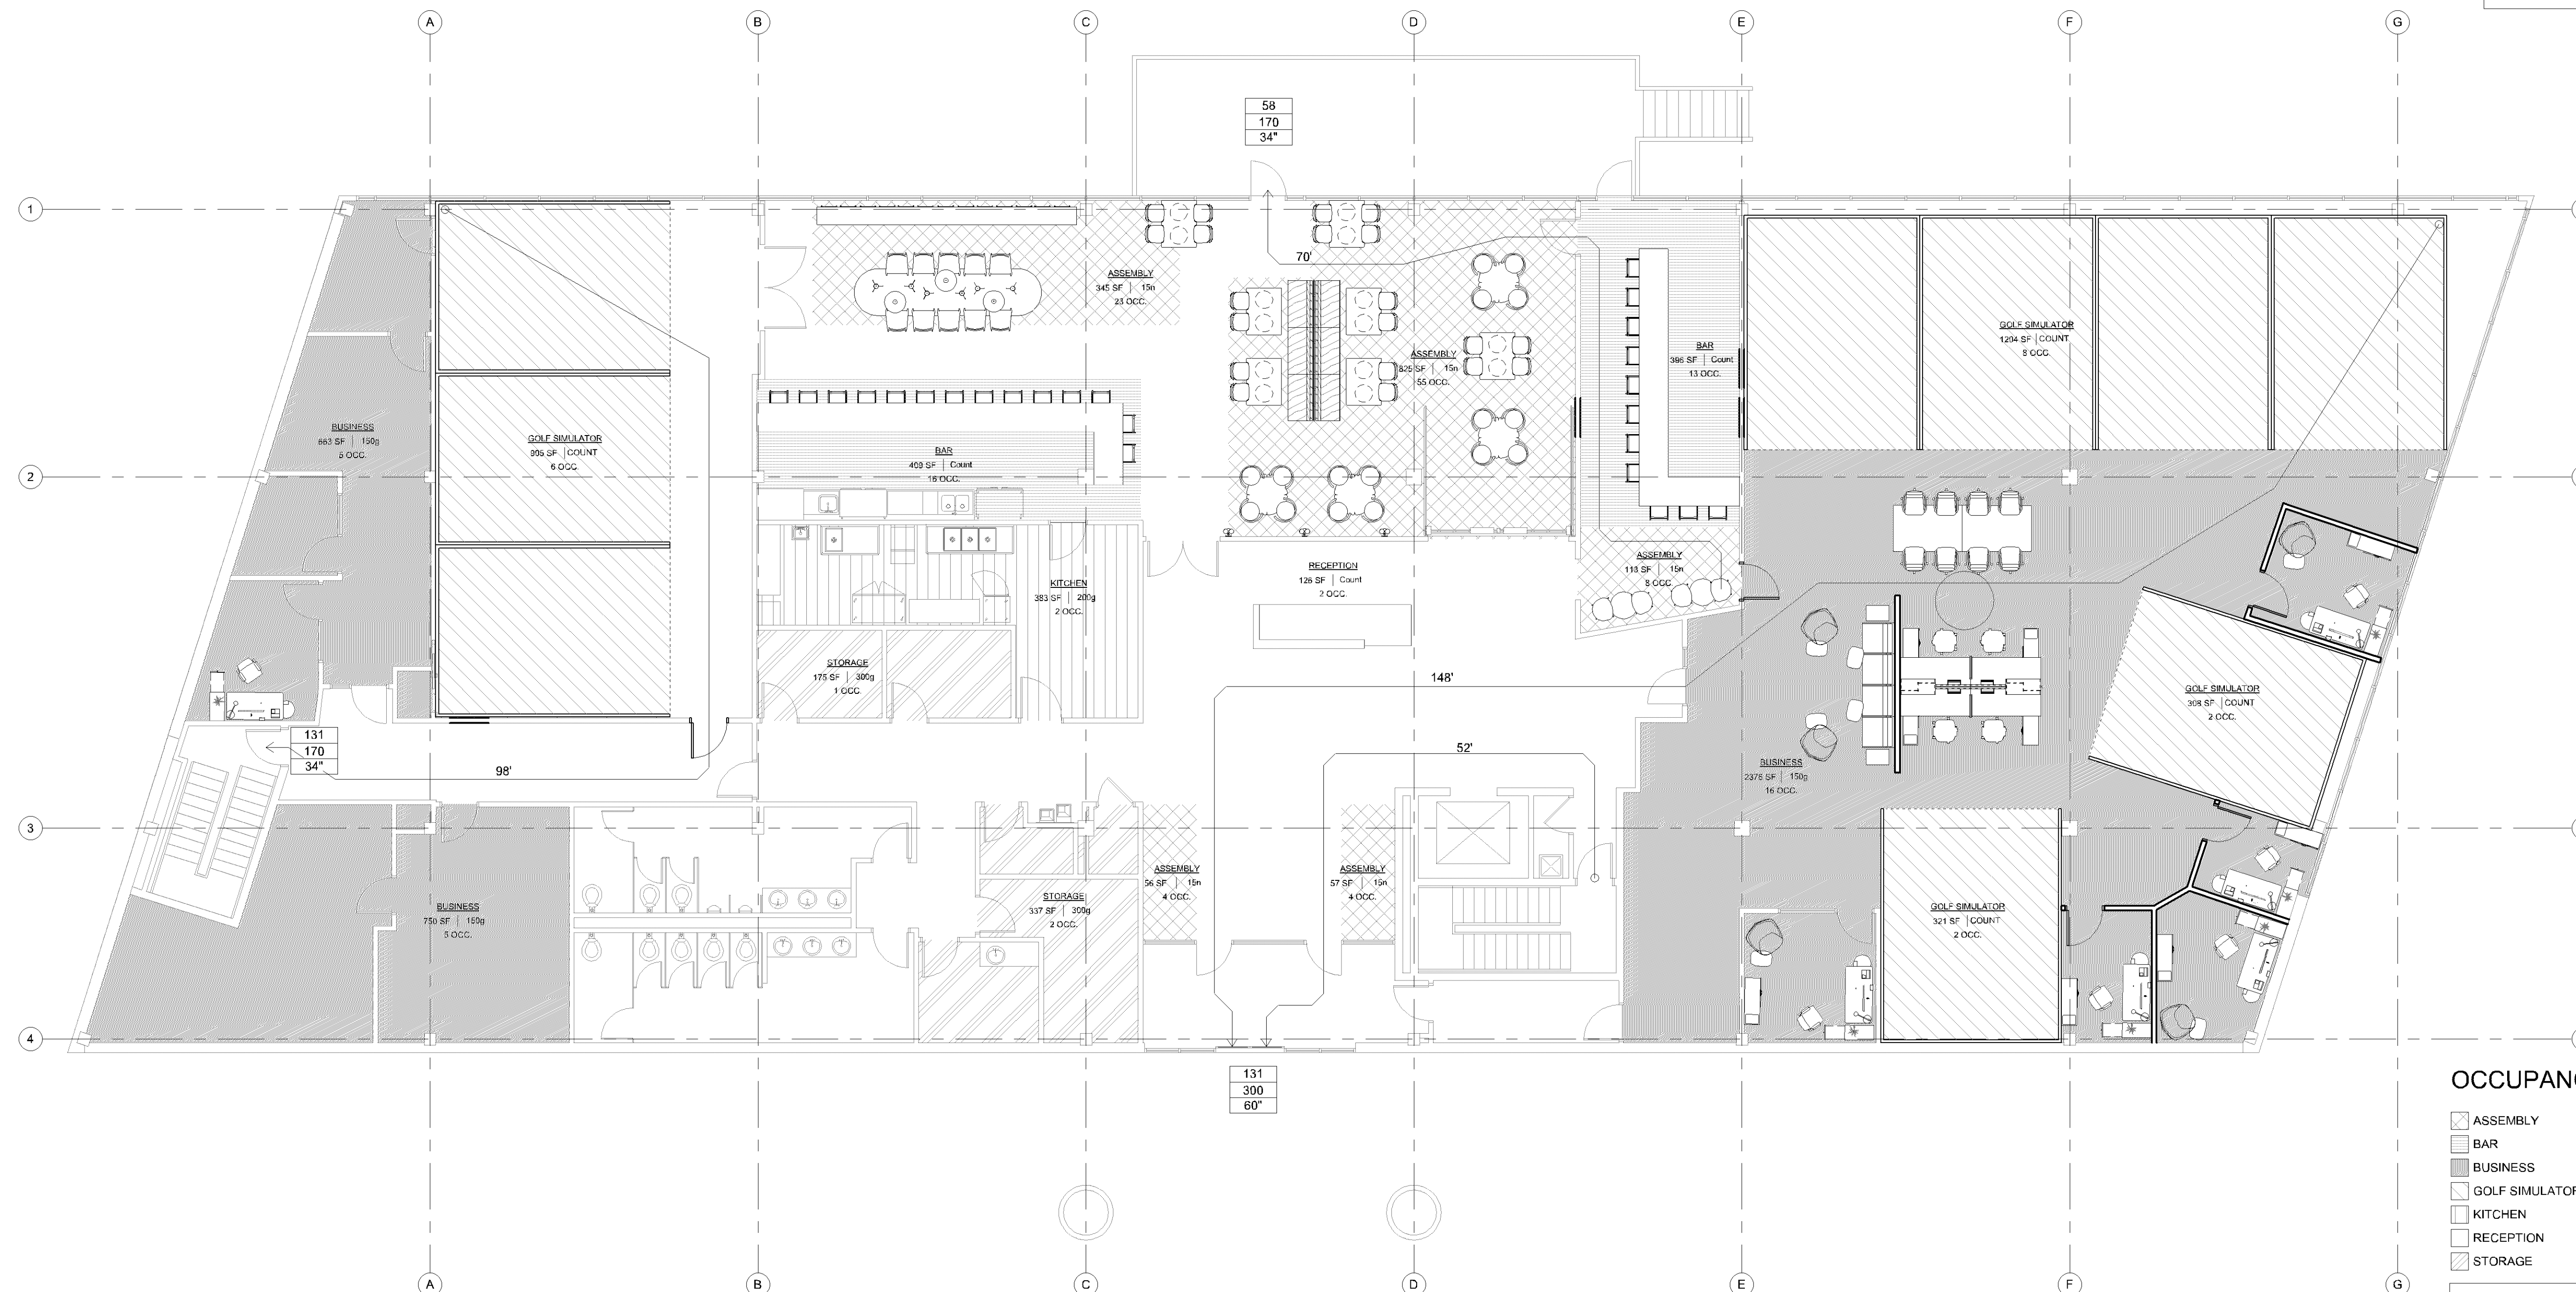 A B C D E F G
58
170
34"
1
70'
ASSEMBLY
345 SF | 15n
23 OCC.
GOLF SIMULATOR
1204 SF | COUNT
8 OCC.
BAR
396 SF | Count
13 OCC.
ASSEMBLY
825 SF | 15n
55 OCC.
BUSINESS
663 SF | 150g
5 OCC.
GOLF SIMULATOR
905 SF | COUNT
6 OCC.
BAR
409 SF | Count
16 OCC.
2
RECEPTION
126 SF | Count
2 OCC.
ASSEMBLY
113 SF | 15n
8 OCC.
KITCHEN
383 SF | 200g
2 OCC.
STORAGE
175 SF | 300g
1 OCC.
148'
GOLF SIMULATOR
308 SF | COUNT
2 OCC.
131
170
34"
98'
52'
BUSINESS
2376 SF | 150g
16 OCC.
3
ASSEMBLY
56 SF | 15n
4 OCC.
ASSEMBLY
57 SF | 15n
4 OCC.
BUSINESS
750 SF | 150g
5 OCC.
STORAGE
337 SF | 300g
2 OCC.
GOLF SIMULATOR
321 SF | COUNT
2 OCC.
4
131
300
60"
OCCUPAN
ASSEMBLY
BAR
BUSINESS
GOLF SIMULATOR
KITCHEN
RECEPTION
STORAGE
A B C D E F G